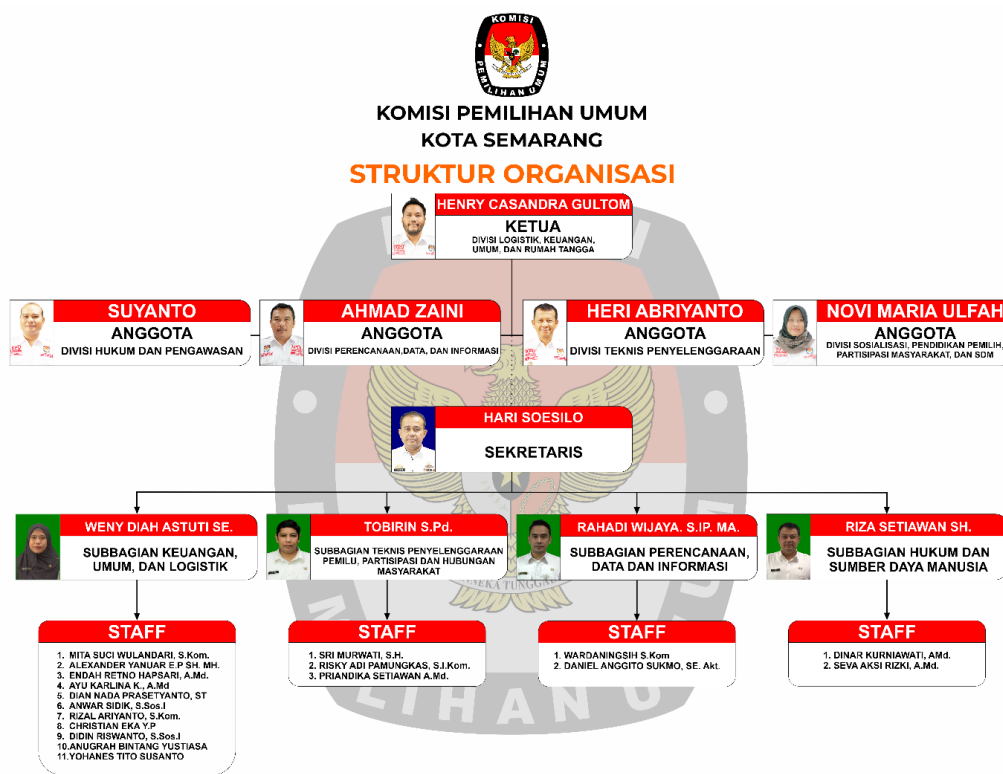 KOMISI
PEMILIHAN UMUM
KOMISI PEMILIHAN UMUM
KOTA SEMARANG
STRUKTUR ORGANISASI
HENRY CASANDRA GULTOM
KETUA
DIVISI LOGISTIK, KEUANGAN,
UMUM, DAN RUMAH TANGGA
SUYANTO
ANGGOTA
DIVISI HUKUM DAN PENGAWASAN
AHMAD ZAINI
ANGGOTA
DIVISI PERENCANAAN,DATA, DAN INFORMASI
HERI ABRIYANTO
ANGGOTA
DIVISI TEKNIS PENYELENGGARAAN
NOVI MARIA ULFAH
ANGGOTA
DIVISI SOSIALISASI, PENDIDIKAN PEMILIH,
PARTISIPASI MASYARAKAT, DAN SDM
HARI SOESILO
SEKRETARIS
WENY DIAH ASTUTI SE.
SUBBAGIAN KEUANGAN,
UMUM, DAN LOGISTIK
TOBIRIN S.Pd.
SUBBAGIAN TEKNIS PENYELENGGARAAN
PEMILU, PARTISIPASI DAN HUBUNGAN
MASYARAKAT
RAHADI WIJAYA. S.IP. MA.
SUBBAGIAN PERENCANAAN,
DATA DAN INFORMASI
RIZA SETIAWAN SH.
SUBBAGIAN HUKUM DAN
SUMBER DAYA MANUSIA
STAFF
1. MITA SUCI WULANDARI, S.Kom.
2. ALEXANDER YANUAR E.P SH. MH.
3. ENDAH RETNO HAPSARI, A.Md.
4. AYU KARLINA K., A.Md
5. DIAN NADA PRASETYANTO, ST
6. ANWAR SIDIK, S.Sos.I
7. RIZAL ARIYANTO, S.Kom.
8. CHRISTIAN EKA Y.P
9. DIDIN RISWANTO, S.Sos.I
10.ANUGRAH BINTANG YUSTIASA
11.YOHANES TITO SUSANTO
STAFF
1. SRI MURWATI, S.H.
2. RISKY ADI PAMUNGKAS, S.I.Kom.
3. PRIANDIKA SETIAWAN A.Md.
STAFF
1. WARDANINGSIH S.Kom
2. DANIEL ANGGITO SUKMO, SE. Akt.
STAFF
1. DINAR KURNIAWATI, AMd.
2. SEVA AKSI RIZKI, A.Md.